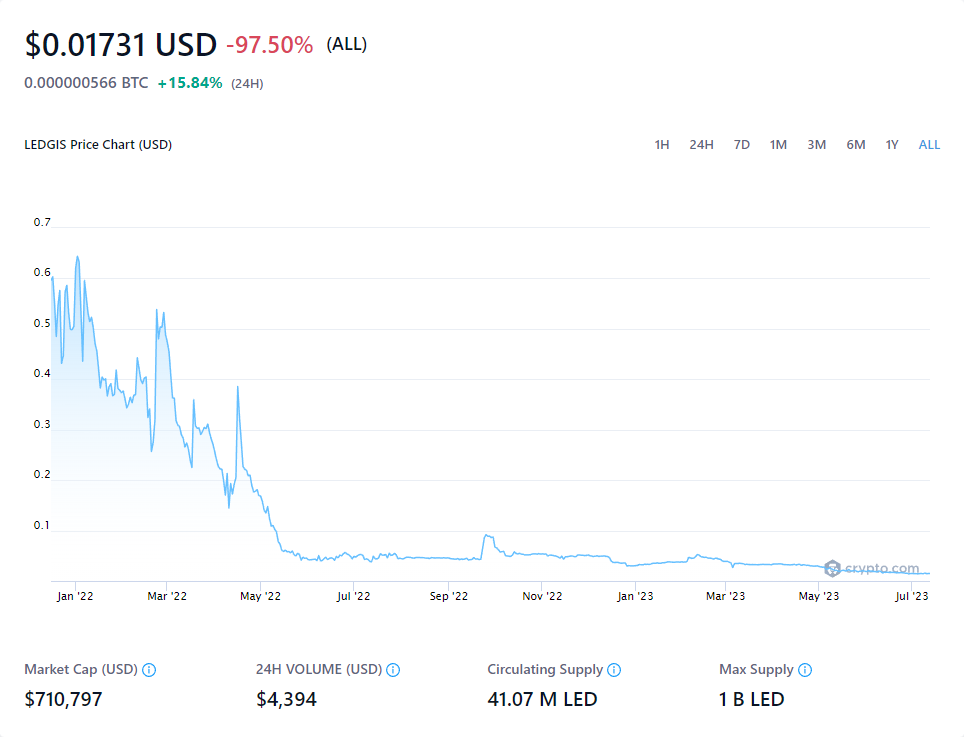 $0.01731 USD -97.50% (ALL)
0.000000566 BTC +15.84% (24H)
LEDGIS Price Chart (USD) 1H 24H 7D 1M 3M 6M 1Y ALL
0.7
0.6
0.5
0.4
0.3
0.2
0.1
crypto.com
Jan '22 Mar '22 May '22 Jul '22 Sep '22 Nov '22 Jan '23 Mar '23 May '23 Jul '23
Market Cap (USD) 24H VOLUME (USD) Circulating Supply Max Supply
$710,797 $4,394 41.07 M LED 1 B LED